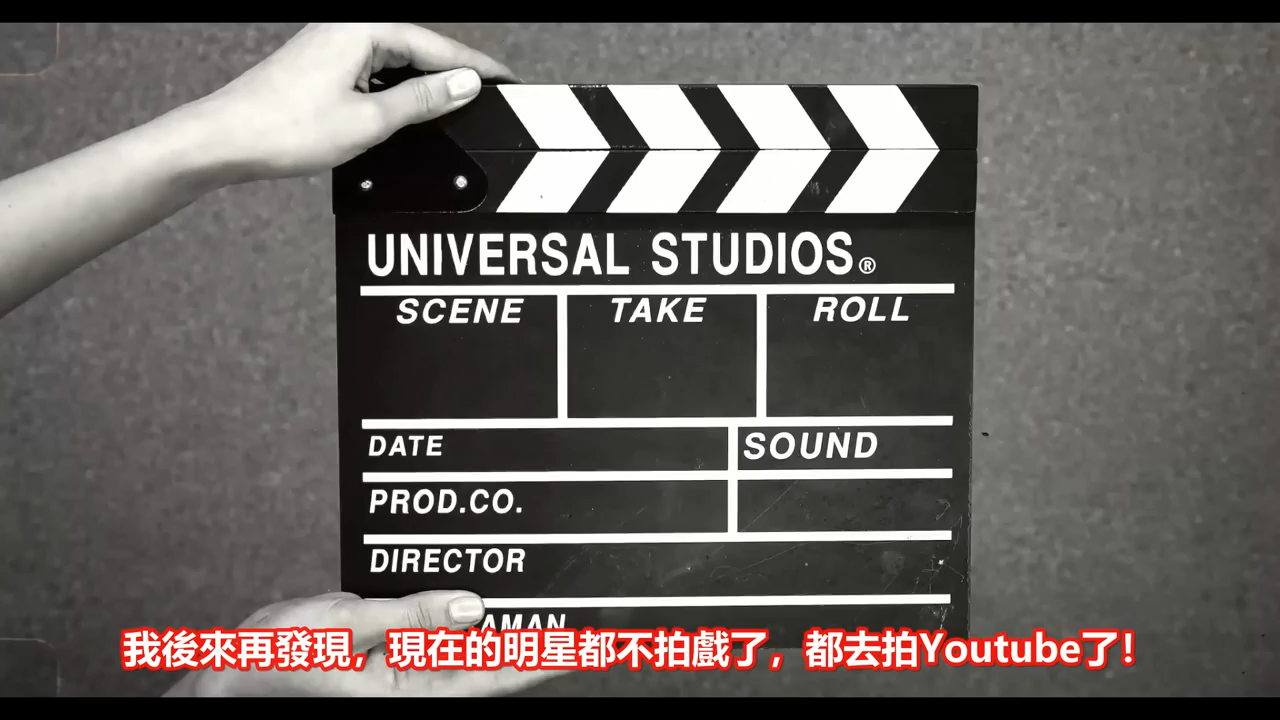 UNIVERSAL STUDIOS®
SCENE TAKE ROLL
DATE SOUND
PROD.CO.
DIRECTOR
AMAN
我後來再發現，現在的明星都不拍戲了，都去拍Youtube了！